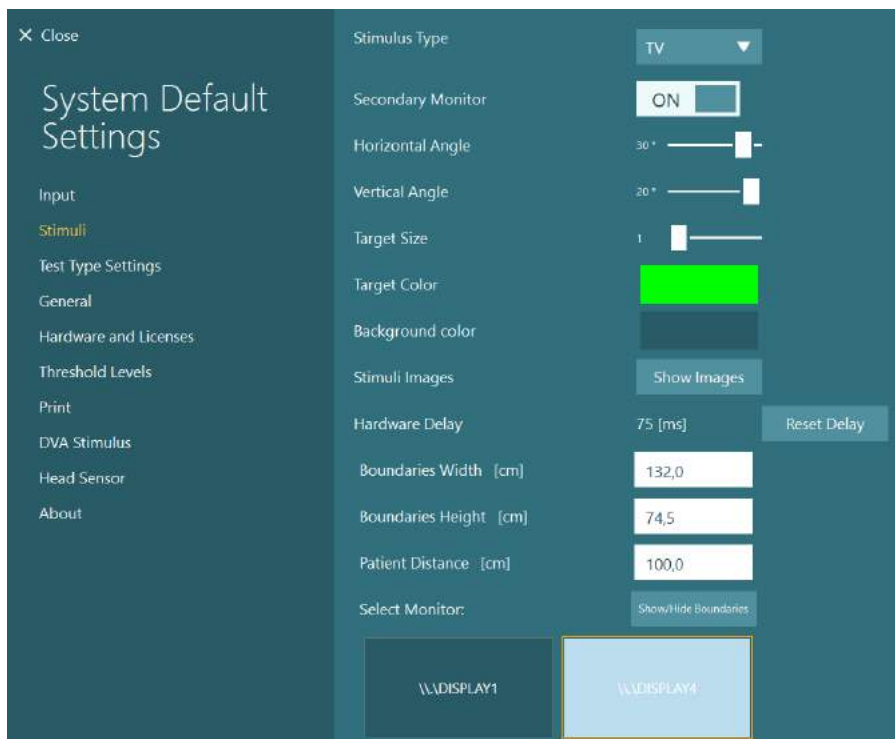 Close
System Default
Settings
Input
Stimuli
Test Type Settings
General
Hardware and Licenses
Threshold Levels
Print
DVA Stimulus
Head Sensor
About
Stimulus Type TV
Secondary Monitor ON
Horizontal Angle 30 °
Vertical Angle 20 °
Target Size 1
Target Color
Background color
Stimuli Images Show Images
Hardware Delay 75 [ms] Reset Delay
Boundaries Width [cm] 132,0
Boundaries Height [cm] 74,5
Patient Distance [cm] 100,0
Select Monitor: Show/Hide Boundaries
\\.\DISPLAY1 \\.\DISPLAY4